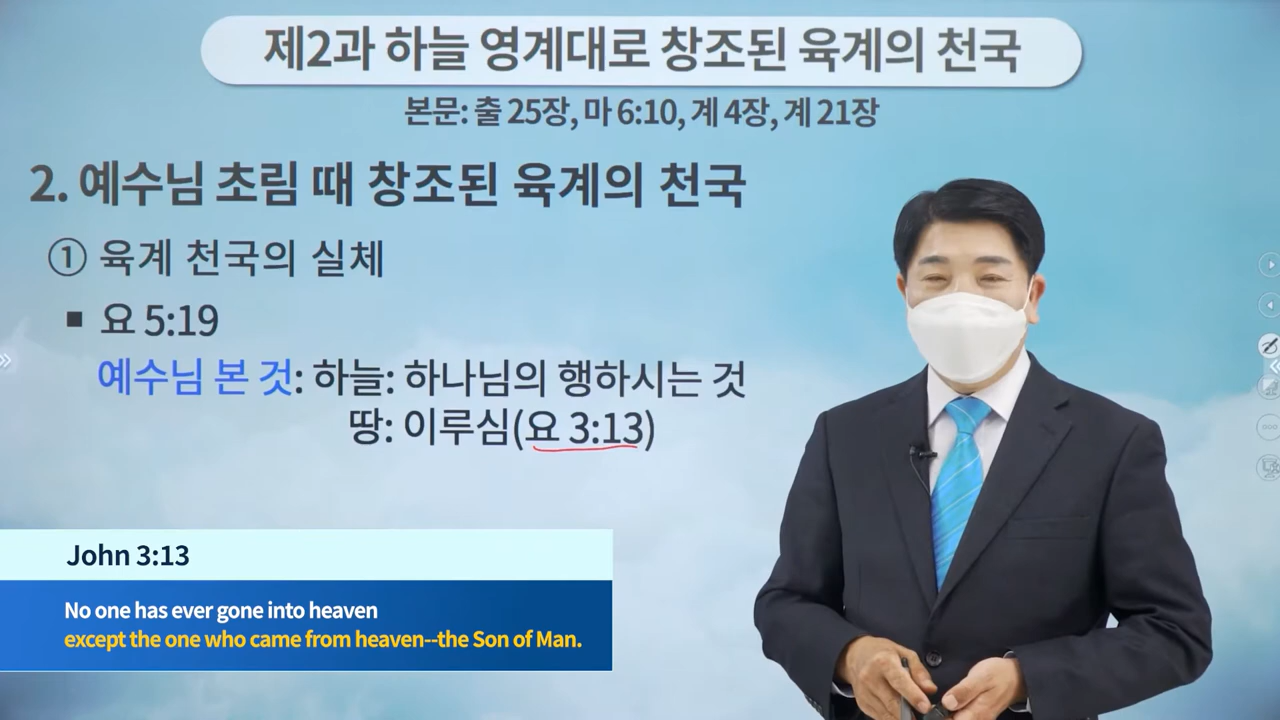 제2과 하늘 영계대로 창조된 육계의 천국
본문: 출 25장, 마 6:10, 계 4장, 계 21장
2. 예수님 초림 때 창조된 육계의 천국
① 육계 천국의 실체
■ 요 5:19
예수님 본 것: 하늘: 하나님의 행하시는 것
땅: 이루심(요 3:13)
John 3:13
No one has ever gone into heaven
except the one who came from heaven--the Son of Man.